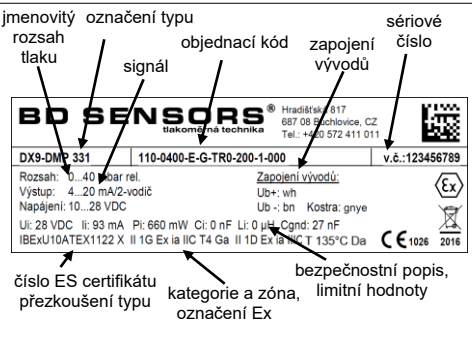 jmenovitý
rozsah
tlaku
označení typu
signál
objednací kód
zapojení
vývodů
sériové
číslo
BD SENSORS®
tlakoměrná technika
Hradišťská 817
687 08 Buchlovice, CZ
Tel.: +420 572 411 011
DX9-DMP 331 110-0400-E-G-TR0-200-1-000 v.č.:123456789
Rozsah: 0...40 mbar rel. Zapojení vývodů:
Výstup: 4...20 mA/2-vodič Ub+: wh
Napájení: 10...28 VDC Ub -: bn Kostra: gnye
Ui: 28 VDC Ii: 93 mA Pi: 660 mW Ci: 0 nF Li: 0 µH Cgnd: 27 nF
IBExU10ATEX1122 X II 1G Ex ia IIC T4 Ga II 1D Ex ia IIIC T 135°C Da
CE 1026 2016
číslo ES certifikátu
přezkoušení typu
kategorie a zóna,
označení Ex
bezpečnostní popis,
limitní hodnoty